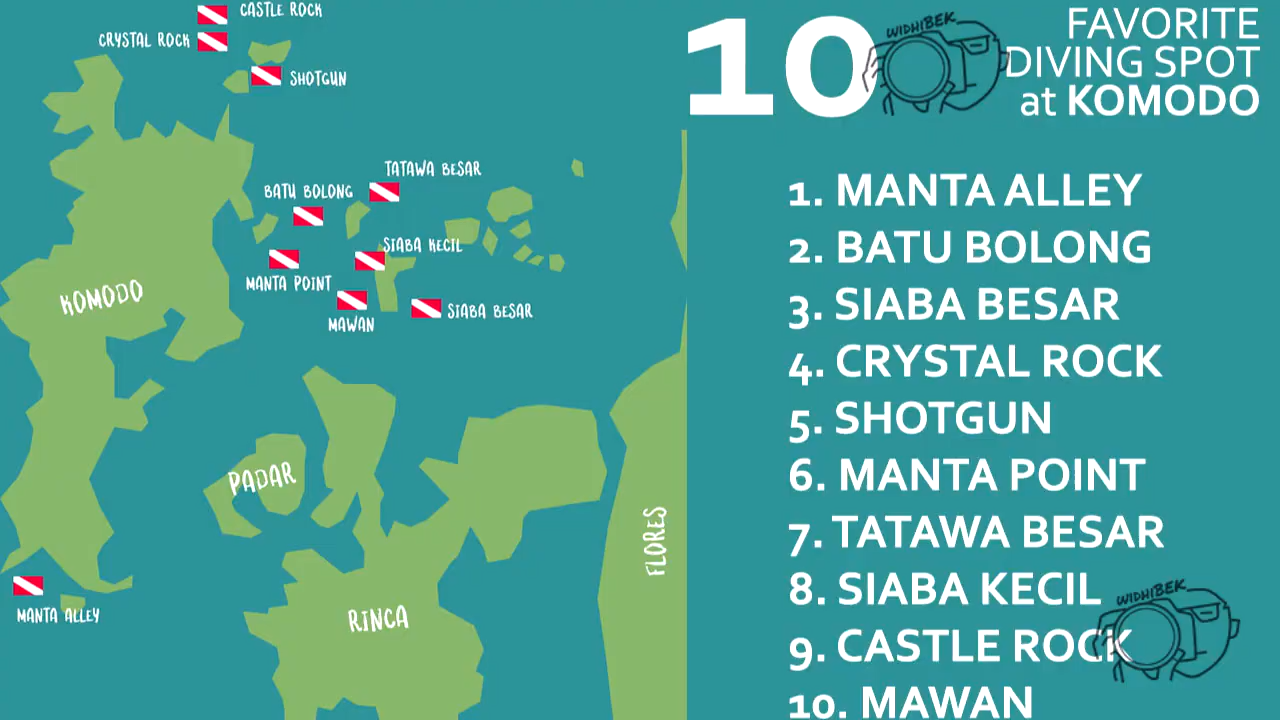 CASTLE ROCK
CRYSTAL ROCK
SHOTGUN
TATAWA BESAR
BATU BOLONG
SIABA KECIL
MANTA POINT
KOMODO
SIABA BESAR
MAWAN
PADAR
FLORES
MANTA ALLEY
RINCA
10
WIDHIBEK
FAVORITE
DIVING SPOT
at KOMODO
1. MANTA ALLEY
2. BATU BOLONG
3. SIABA BESAR
4. CRYSTAL ROCK
5. SHOTGUN
6. MANTA POINT
7. TATAWA BESAR
8. SIABA KECIL
WIDHIBEK
9. CASTLE ROCK
10. MAWAN